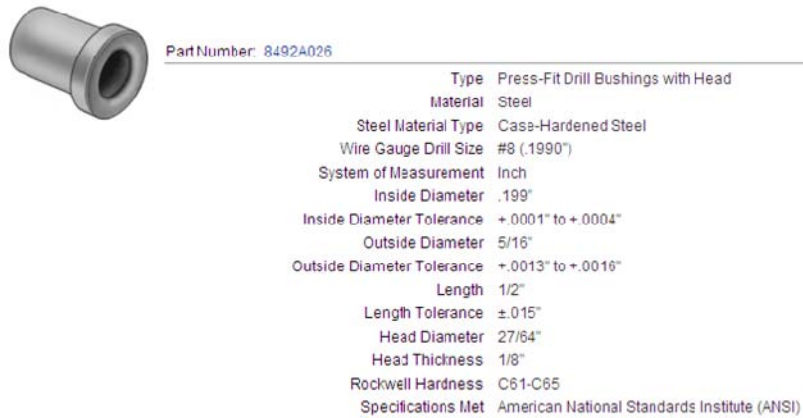 Part Number: 8492A026
Type Press-Fit Drill Bushings with Head
Material Steel
Steel Material Type Case-Hardened Steel
Wire Gauge Drill Size #8 (.1990")
System of Measurement Inch
Inside Diameter .199"
Inside Diameter Tolerance +.0001" to +.0004"
Outside Diameter 5/16"
Outside Diameter Tolerance +.0013" to +.0016"
Length 1/2"
Length Tolerance ±.015"
Head Diameter 27/64"
Head Thickness 1/8"
Rockwell Hardness C61-C65
Specifications Met American National Standards Institute (ANSI)